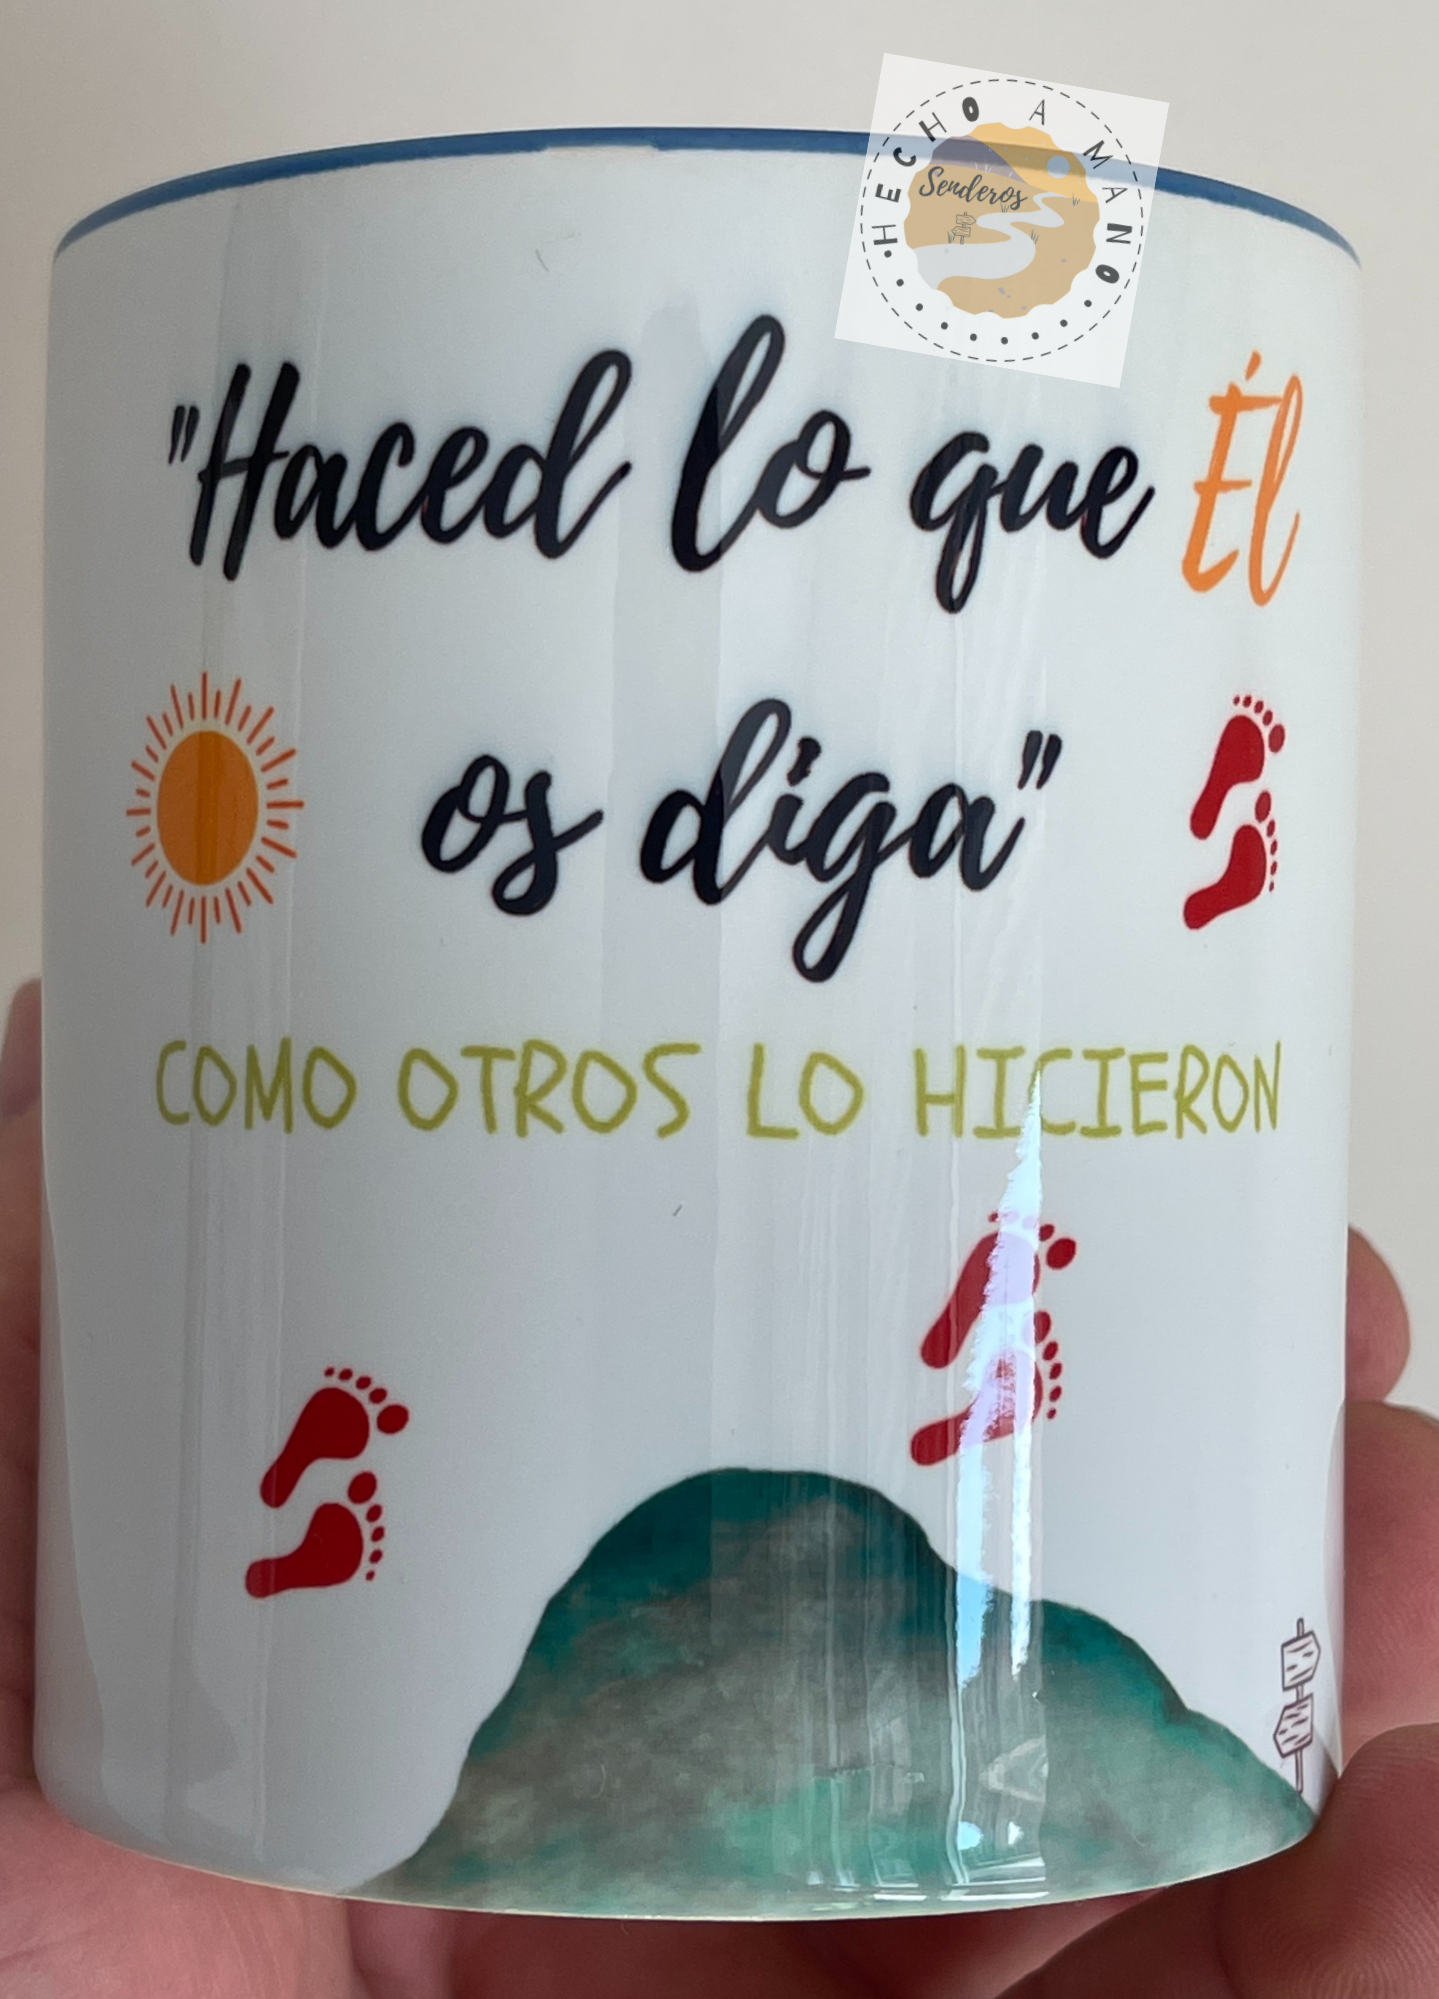 HECHO A MANO
Senderos
"Haced lo que Él
os diga"
COMO OTROS LO HICIERON